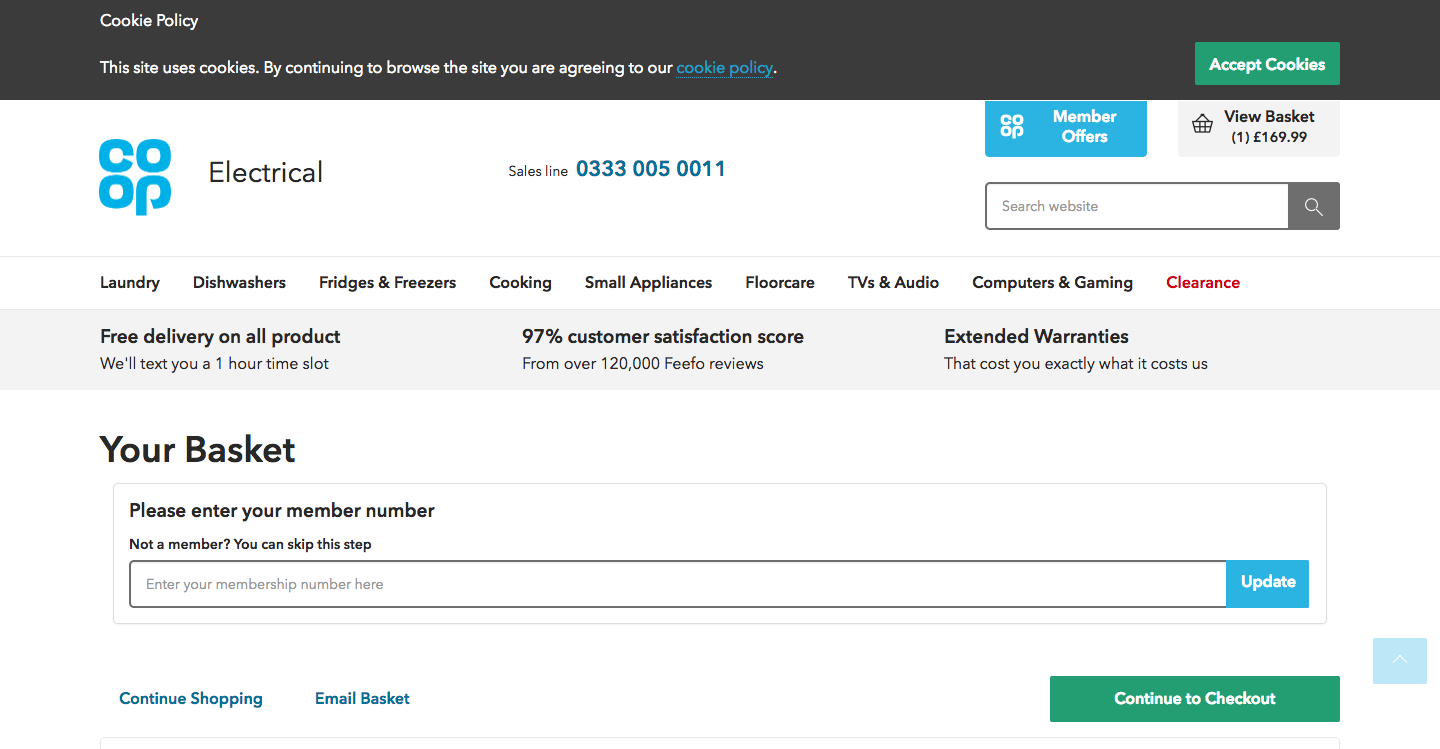 Cookie Policy
This site uses cookies. By continuing to browse the site you are agreeing to our cookie policy.
Accept Cookies
co
op
Electrical
Sales line 0333 005 0011
co
op
Member
Offers
View Basket
(1) £169.99
Search website
Laundry Dishwashers Fridges & Freezers Cooking Small Appliances Floorcare TVs & Audio Computers & Gaming Clearance
Free delivery on all product
We'll text you a 1 hour time slot
97% customer satisfaction score
From over 120,000 Feefo reviews
Extended Warranties
That cost you exactly what it costs us
Your Basket
Please enter your member number
Not a member? You can skip this step
Enter your membership number here
Update
Continue Shopping
Email Basket
Continue to Checkout